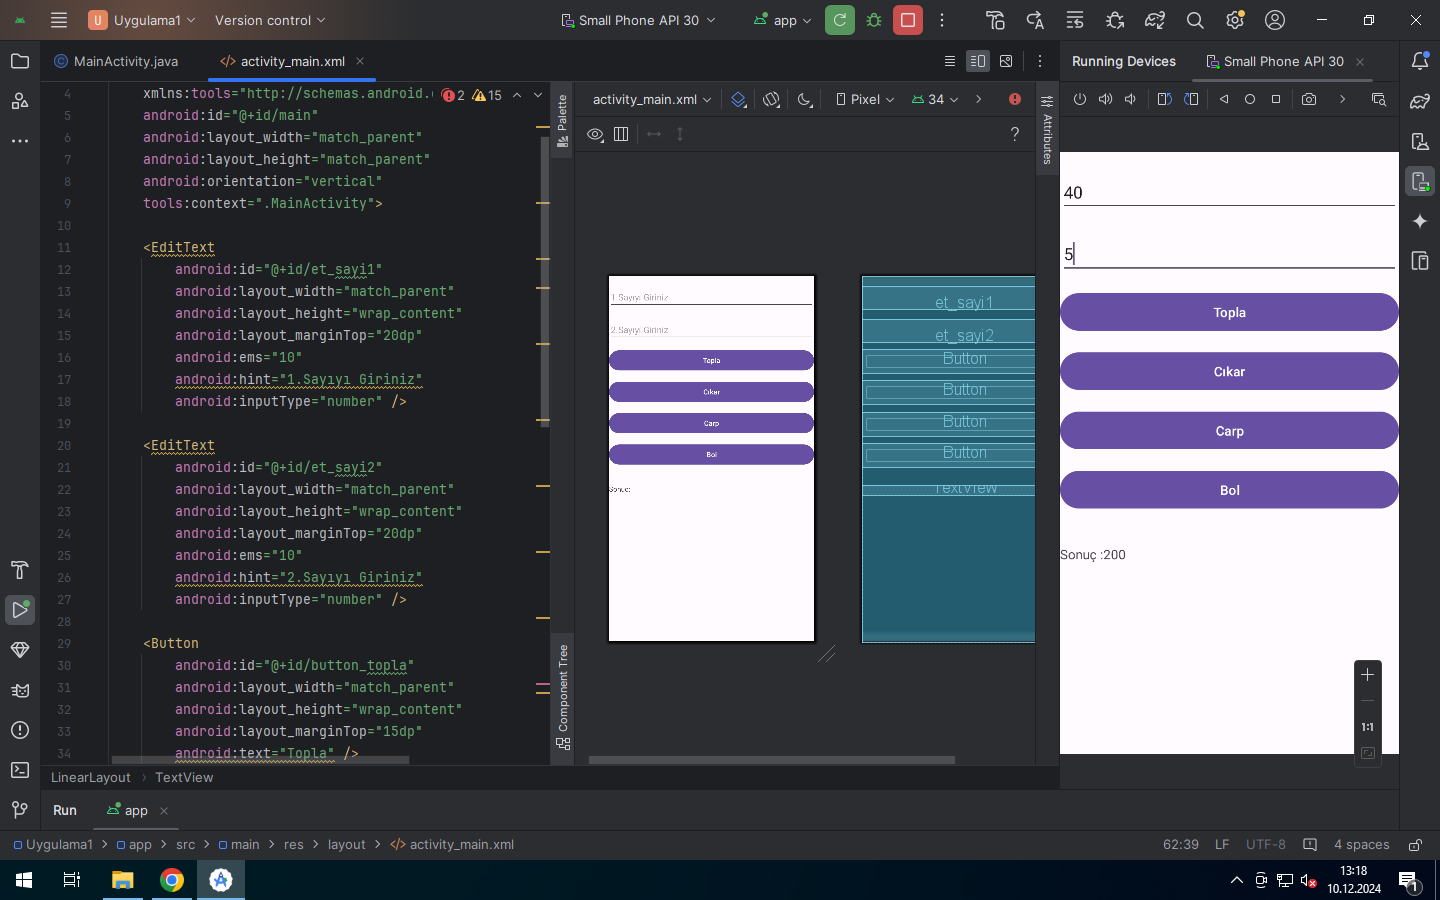 U Uygulama1 Version control Small Phone API 30 app
MainActivity.java activity_main.xml Running Devices Small Phone API 30
4 xmlns:tools="http://schemas.android. 2 15
5 android:id="@+id/main"
6 android:layout_width="match_parent"
7 android:layout_height="match_parent"
8 android:orientation="vertical"
9 tools:context=".MainActivity">
10
11 <EditText
12 android:id="@+id/et_sayi1"
13 android:layout_width="match_parent"
14 android:layout_height="wrap_content"
15 android:layout_marginTop="20dp"
16 android:ems="10"
17 android:hint="1.Sayıyı Giriniz"
18 android:inputType="number" />
19
20 <EditText
21 android:id="@+id/et_sayi2"
22 android:layout_width="match_parent"
23 android:layout_height="wrap_content"
24 android:layout_marginTop="20dp"
25 android:ems="10"
26 android:hint="2.Sayıyı Giriniz"
27 android:inputType="number" />
28
29 <Button
30 android:id="@+id/button_topla"
31 android:layout_width="match_parent"
32 android:layout_height="wrap_content"
33 android:layout_marginTop="15dp"
34 android:text="Topla" />
Palette
Component Tree
activity_main.xml Pixel 34
?
Attributes
1.Sayıyı Giriniz
2.Sayıyı Giriniz
Topla
Cıkar
Carp
Bol
Sonuc:
et_sayi1
et_sayi2
Button
Button
Button
Button
TextView
40
5
Topla
Cıkar
Carp
Bol
Sonuç :200
1:1
LinearLayout TextView
Run app
Uygulama1 app src main res layout activity_main.xml 62:39 LF UTF-8 4 spaces
13:18
10.12.2024
1